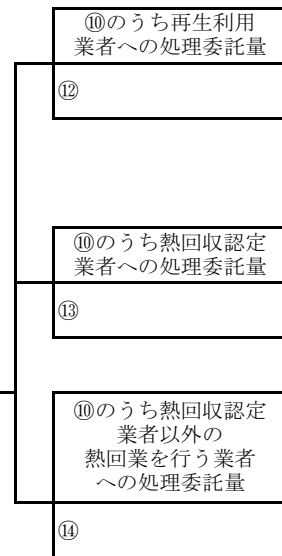 ⑩のうち再生利用
業者への処理委託量
⑫
⑩のうち熱回収認定
業者への処理委託量
⑬
⑩のうち熱回収認定
業者以外の
熱回業を行う業者
への処理委託量
⑭